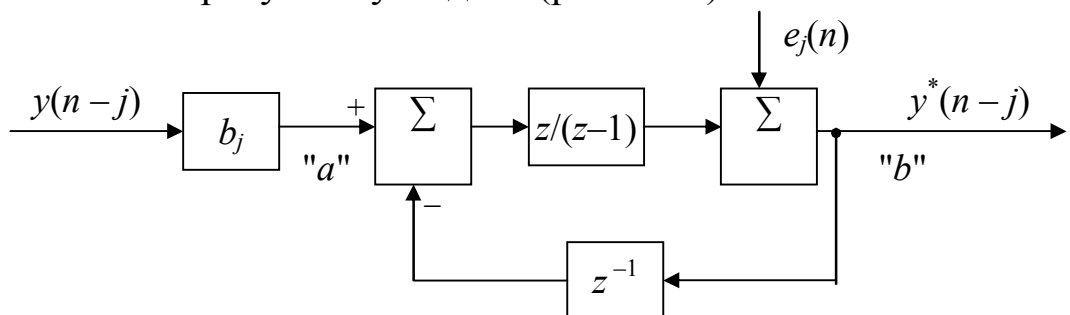 e_j(n)
y(n – j)
b_j
+
"a"
Σ
–
z/(z–1)
Σ
y^*(n – j)
"b"
z^{–1}